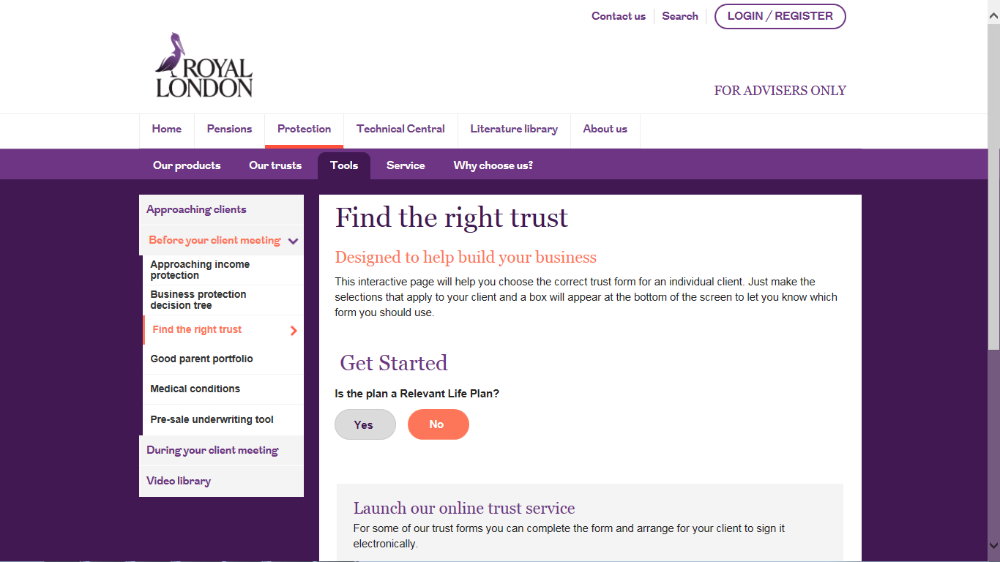 Contact us
Search
LOGIN / REGISTER
ROYAL
LONDON
FOR ADVISERS ONLY
Home
Pensions
Protection
Technical Central
Literature library
About us
Our products
Our trusts
Tools
Service
Why choose us?
Approaching clients
Before your client meeting
Approaching income
protection
Business protection
decision tree
Find the right trust
Good parent portfolio
Medical conditions
Pre-sale underwriting tool
During your client meeting
Video library
Find the right trust
Designed to help build your business
This interactive page will help you choose the correct trust form for an individual client. Just make the
selections that apply to your client and a box will appear at the bottom of the screen to let you know which
form you should use.
Get Started
Is the plan a Relevant Life Plan?
Yes
No
Launch our online trust service
For some of our trust forms you can complete the form and arrange for your client to sign it
electronically.